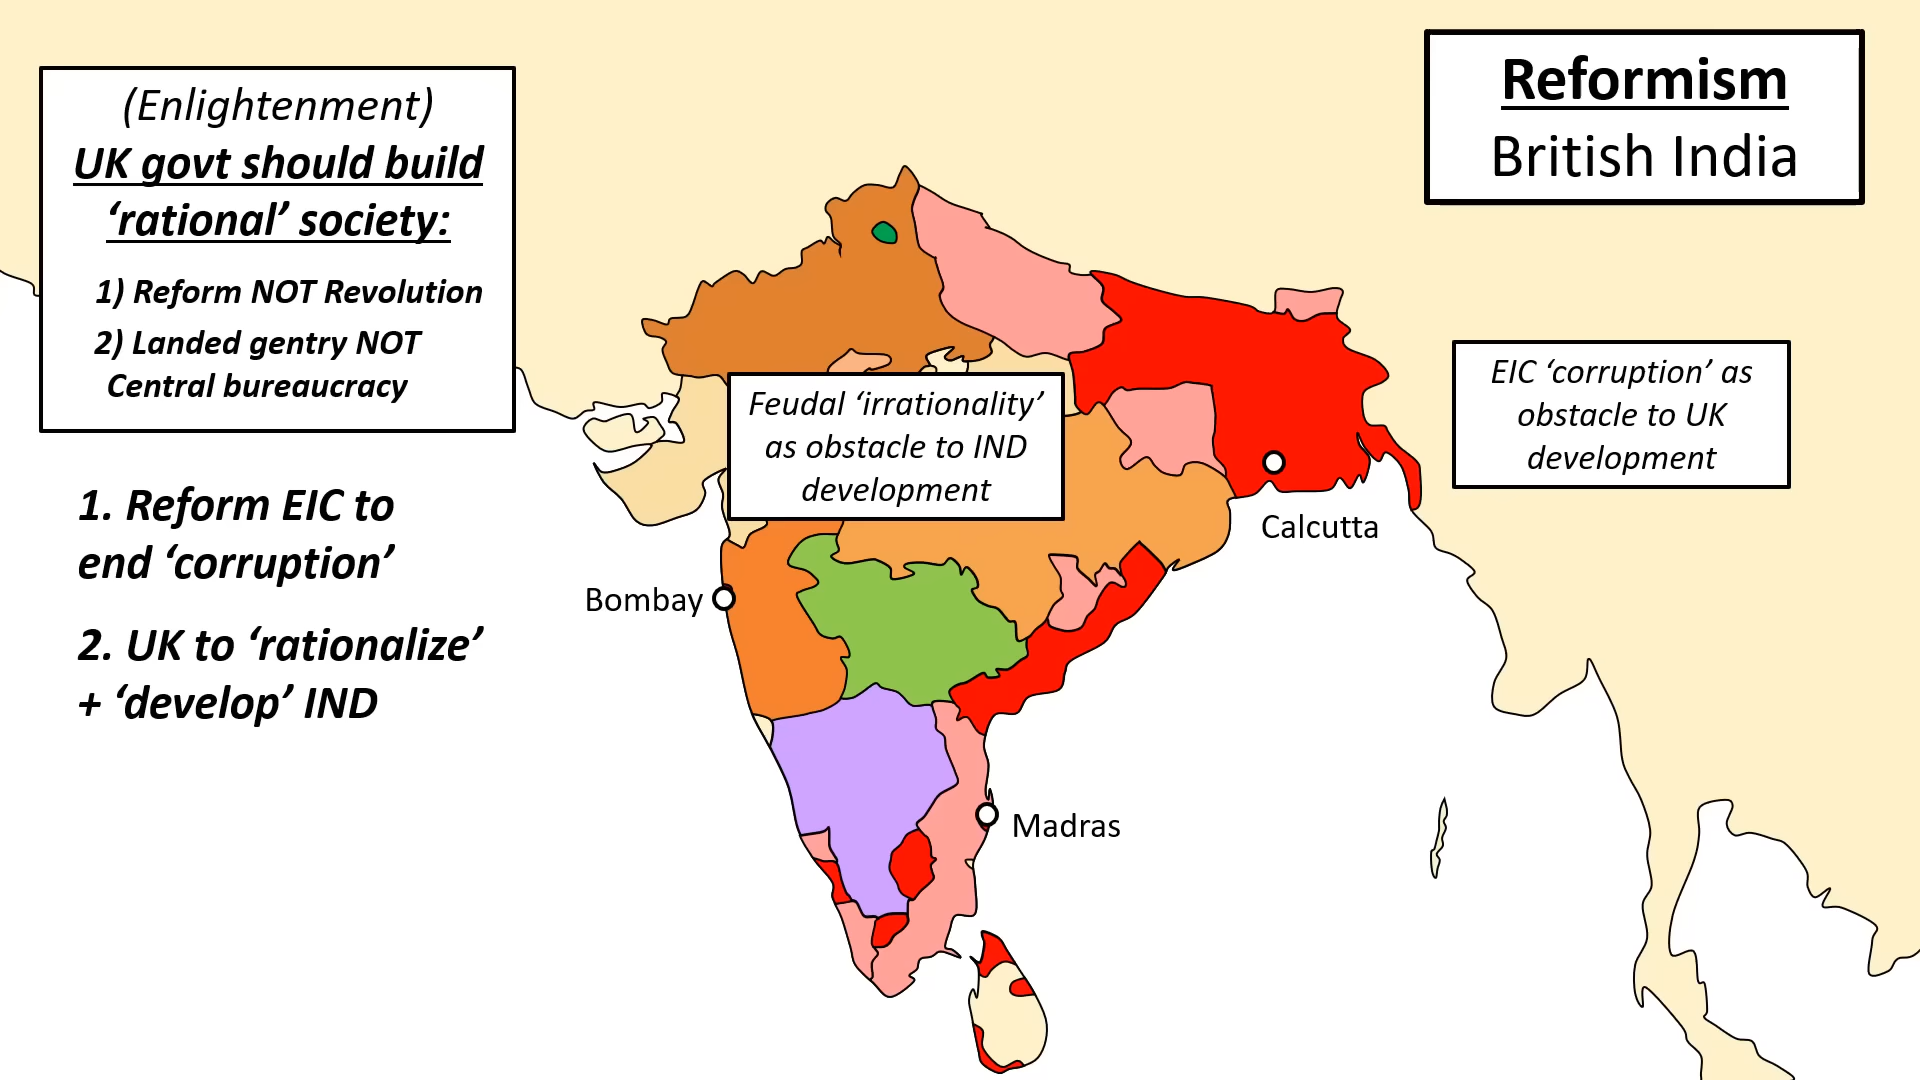 (Enlightenment)
UK govt should build
‘rational’ society:
1) Reform NOT Revolution
2) Landed gentry NOT
Central bureaucracy
1. Reform EIC to
end ‘corruption’
2. UK to ‘rationalize’
+ ‘develop’ IND
Reformism
British India
Feudal ‘irrationality’
as obstacle to IND
development
EIC ‘corruption’ as
obstacle to UK
development
Calcutta
Bombay
Madras